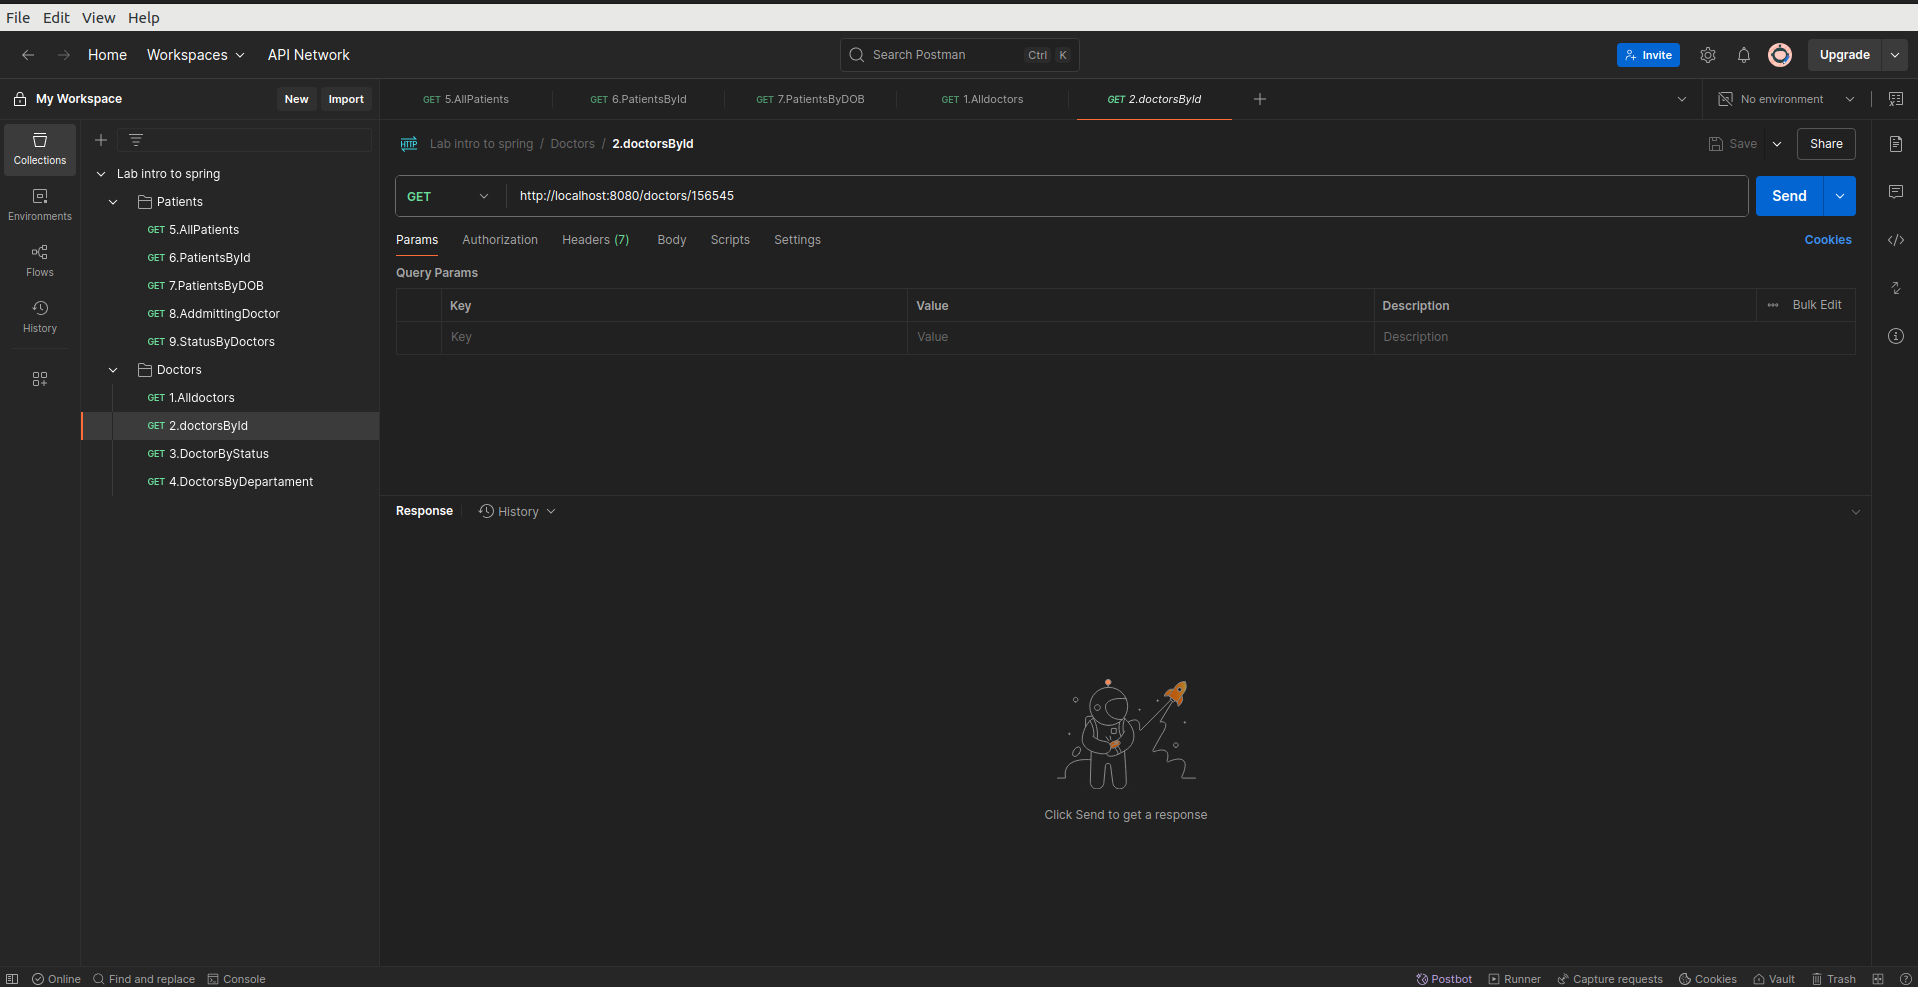 File Edit View Help
Home Workspaces API Network Search Postman Ctrl K Invite Upgrade
My Workspace New Import GET 5.AllPatients GET 6.PatientsById GET 7.PatientsByDOB GET 1.Alldoctors GET 2.doctorsById No environment
Collections
Environments
Flows
History
Lab intro to spring
Patients
GET 5.AllPatients
GET 6.PatientsById
GET 7.PatientsByDOB
GET 8.AddmittingDoctor
GET 9.StatusByDoctors
Doctors
GET 1.Alldoctors
GET 2.doctorsById
GET 3.DoctorByStatus
GET 4.DoctorsByDepartament
HTTP Lab intro to spring / Doctors / 2.doctorsById Save Share
GET http://localhost:8080/doctors/156545 Send
Params Authorization Headers (7) Body Scripts Settings Cookies
Query Params
Key Value Description Bulk Edit
Key Value Description
Response History
Click Send to get a response
Online Find and replace Console Postbot Runner Capture requests Cookies Vault Trash